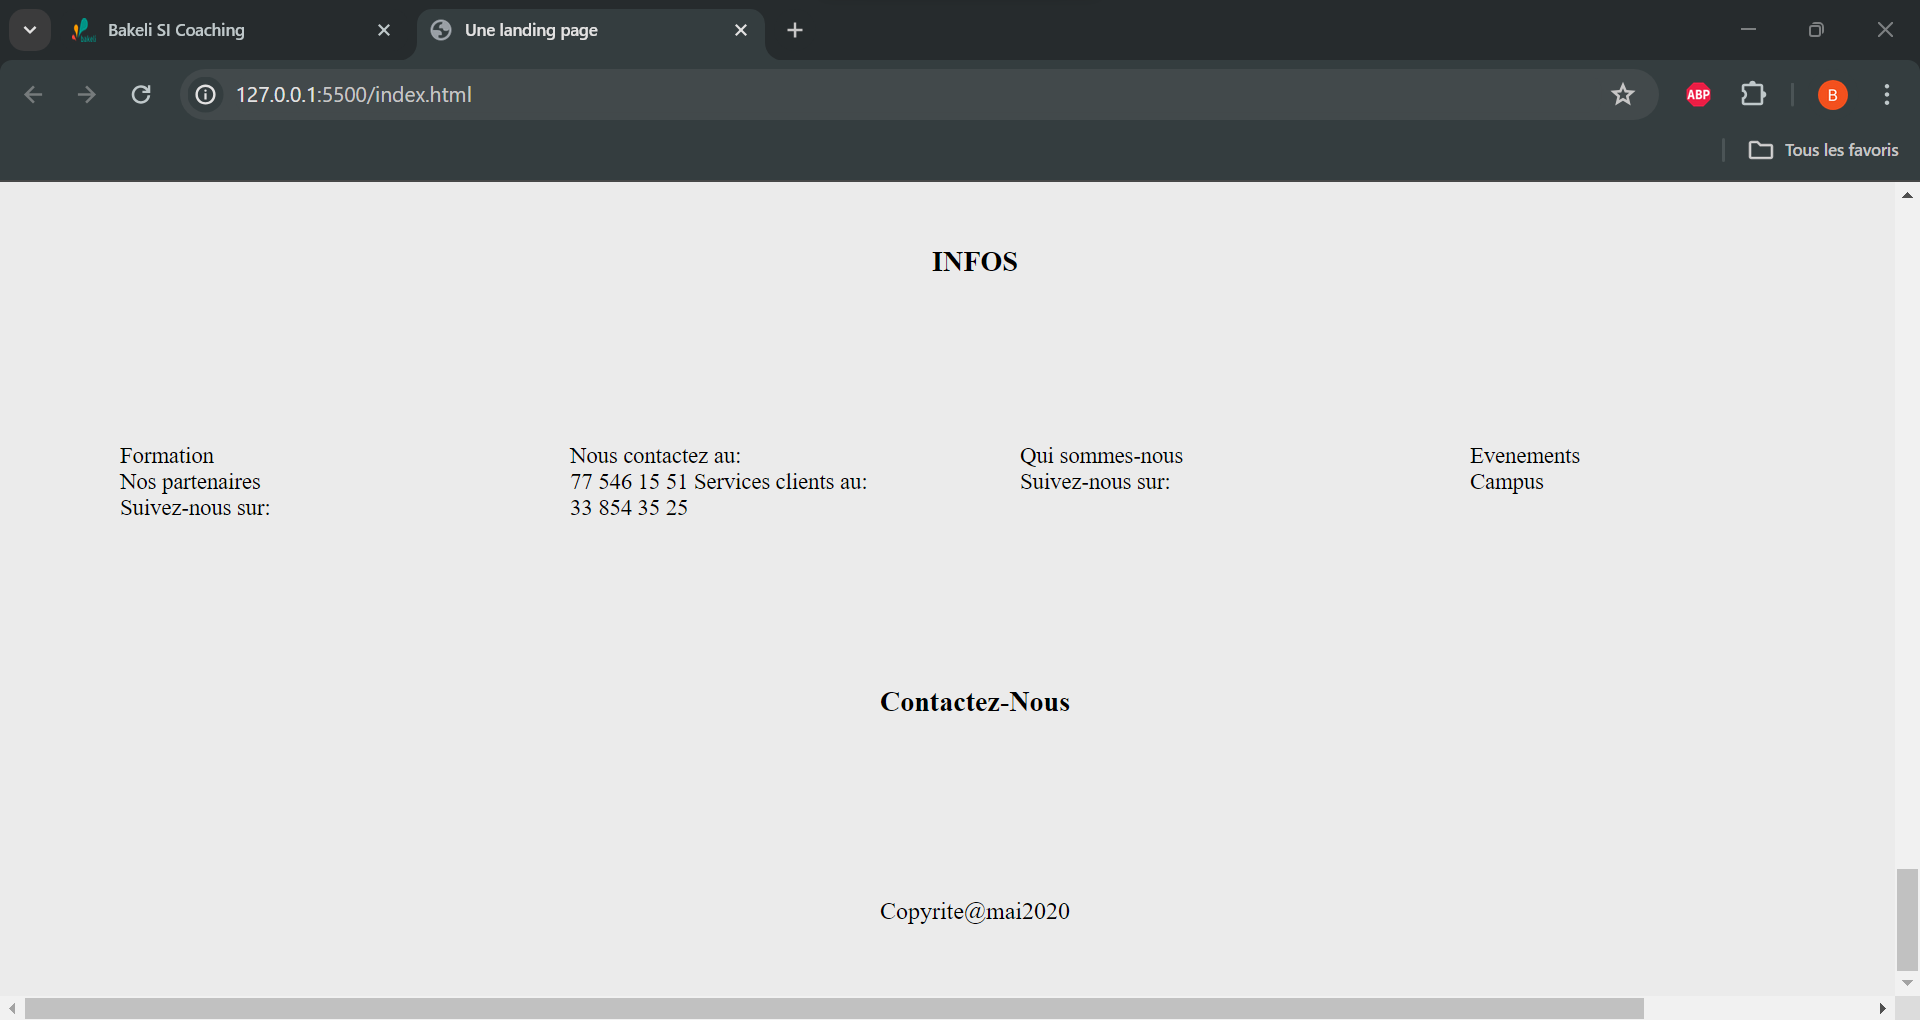 Bakeli SI Coaching
Une landing page
127.0.0.1:5500/index.html
ABP
B
Tous les favoris
INFOS
Formation
Nos partenaires
Suivez-nous sur:
Nous contactez au:
77 546 15 51 Services clients au:
33 854 35 25
Qui sommes-nous
Suivez-nous sur:
Evenements
Campus
Contactez-Nous
Copyrite@mai2020